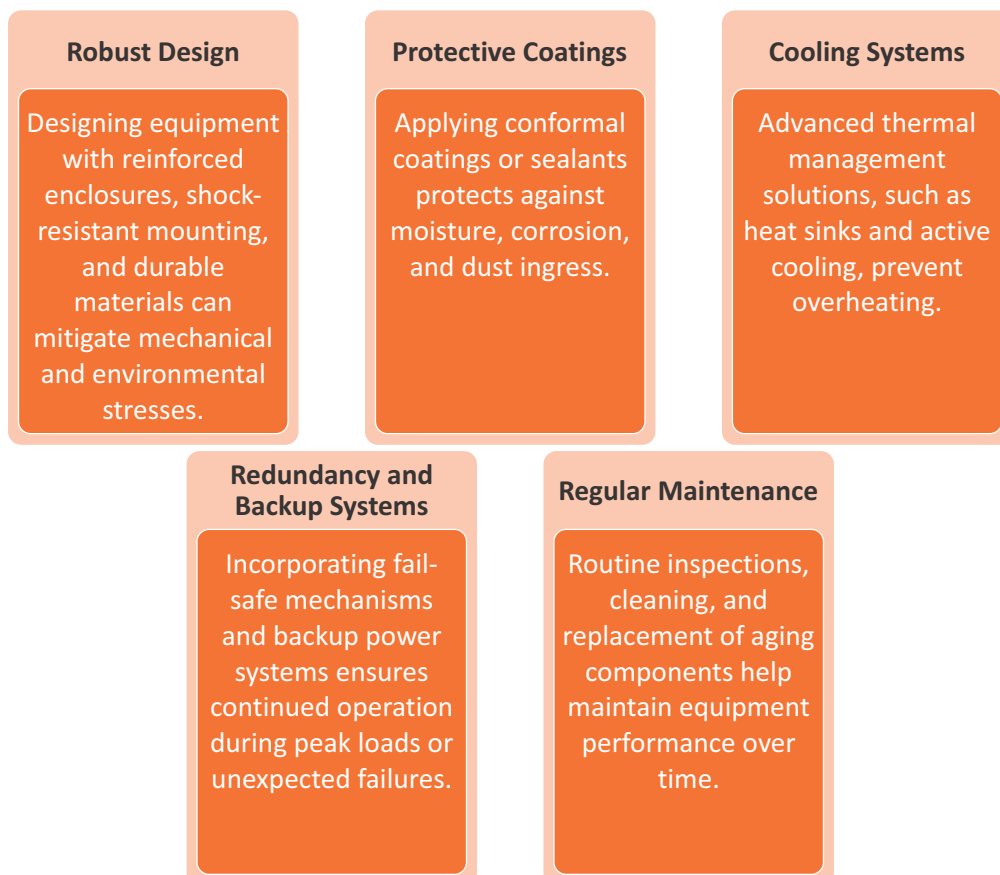 Robust Design
Designing equipment
with reinforced
enclosures, shock-
resistant mounting,
and durable
materials can
mitigate mechanical
and environmental
stresses.
Protective Coatings
Applying conformal
coatings or sealants
protects against
moisture, corrosion,
and dust ingress.
Cooling Systems
Advanced thermal
management
solutions, such as
heat sinks and active
cooling, prevent
overheating.
Redundancy and
Backup Systems
Incorporating fail-
safe mechanisms
and backup power
systems ensures
continued operation
during peak loads or
unexpected failures.
Regular Maintenance
Routine inspections,
cleaning, and
replacement of aging
components help
maintain equipment
performance over
time.